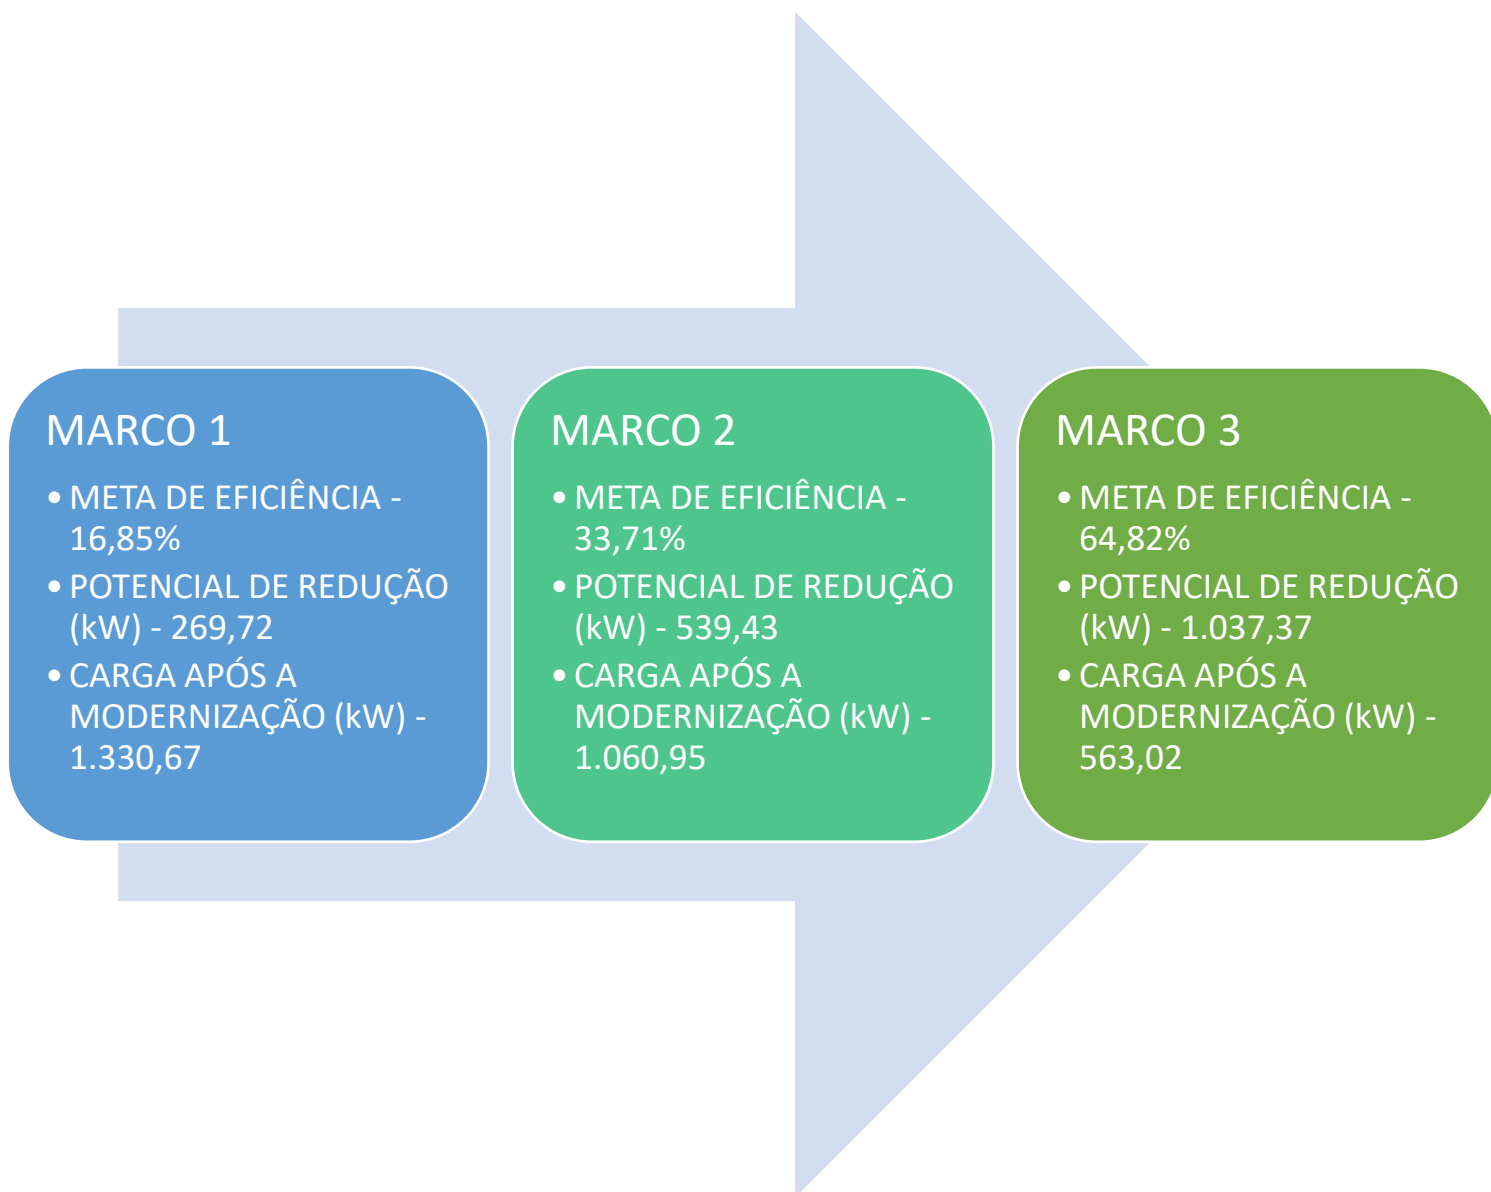 MARCO 1
• META DE EFICIÊNCIA -
16,85%
• POTENCIAL DE REDUÇÃO
(kW) - 269,72
• CARGA APÓS A
MODERNIZAÇÃO (kW) -
1.330,67
MARCO 2
• META DE EFICIÊNCIA -
33,71%
• POTENCIAL DE REDUÇÃO
(kW) - 539,43
• CARGA APÓS A
MODERNIZAÇÃO (kW) -
1.060,95
MARCO 3
• META DE EFICIÊNCIA -
64,82%
• POTENCIAL DE REDUÇÃO
(kW) - 1.037,37
• CARGA APÓS A
MODERNIZAÇÃO (kW) -
563,02